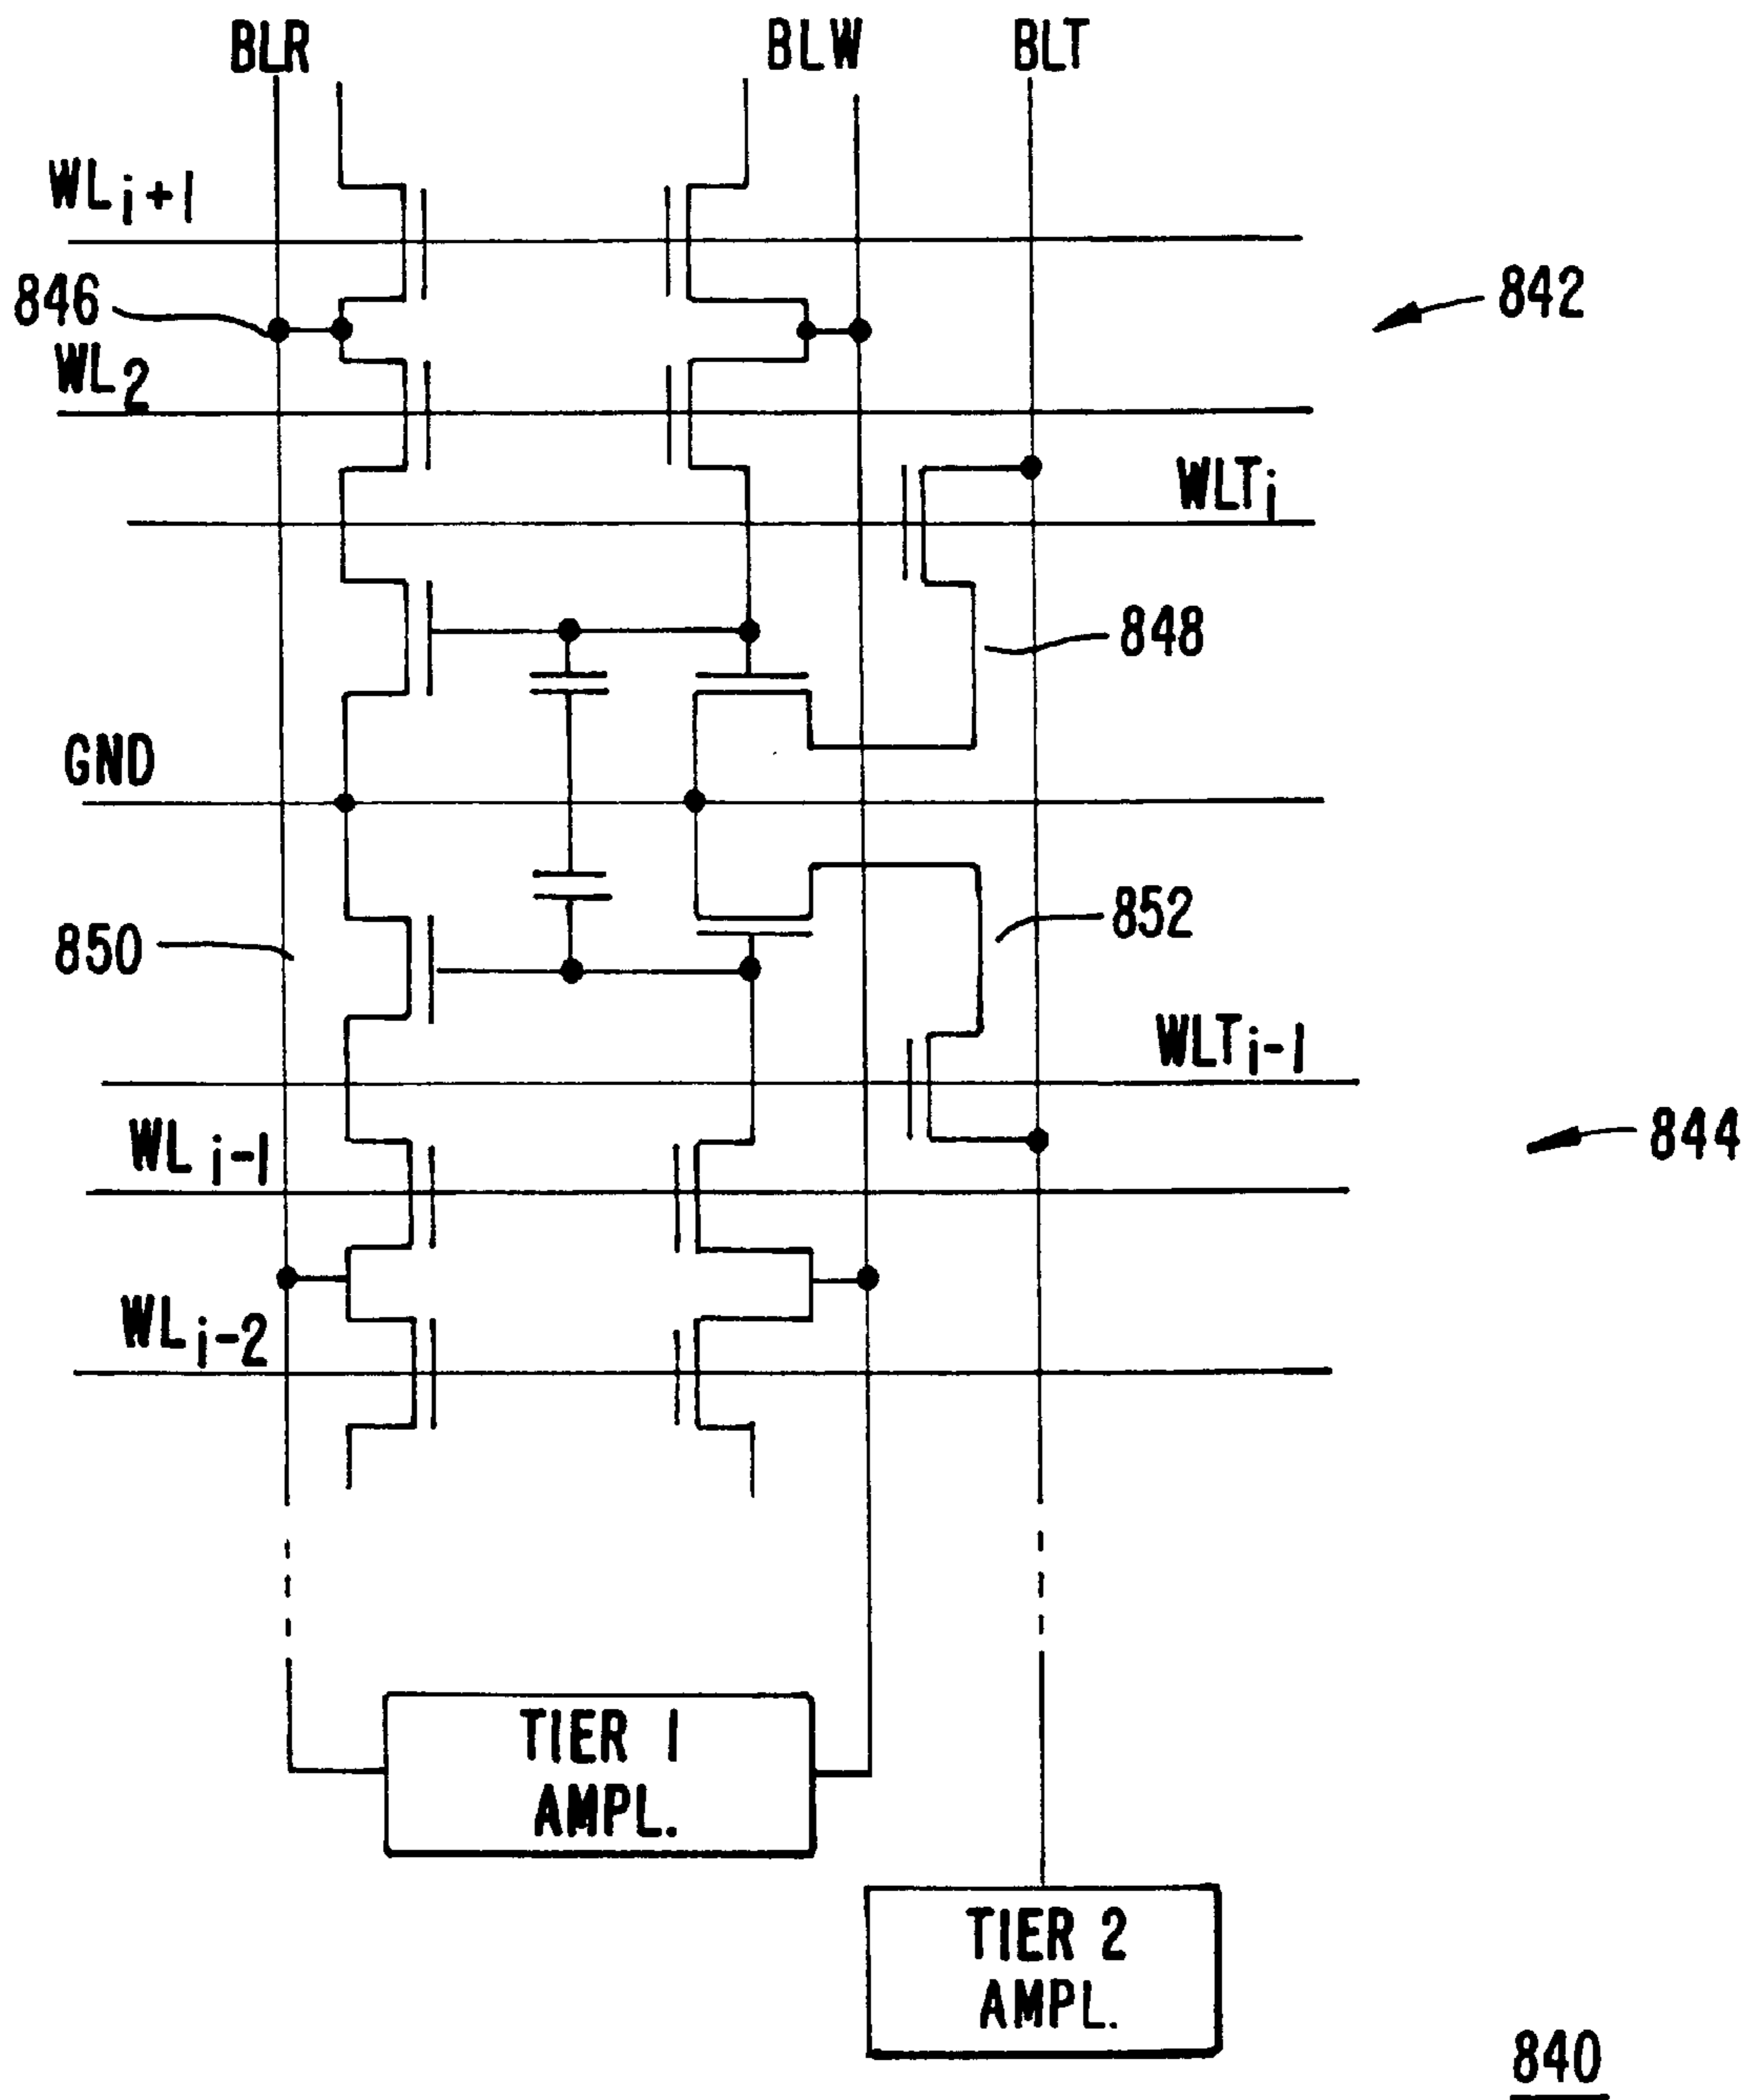 BLR BLW BLT
WLi+1
846
842
WL2
WLTi
848
GND
850
852
WLTi-1
WLi-1
844
WLi-2
TIER 1
AMPL.
TIER 2
AMPL.
840